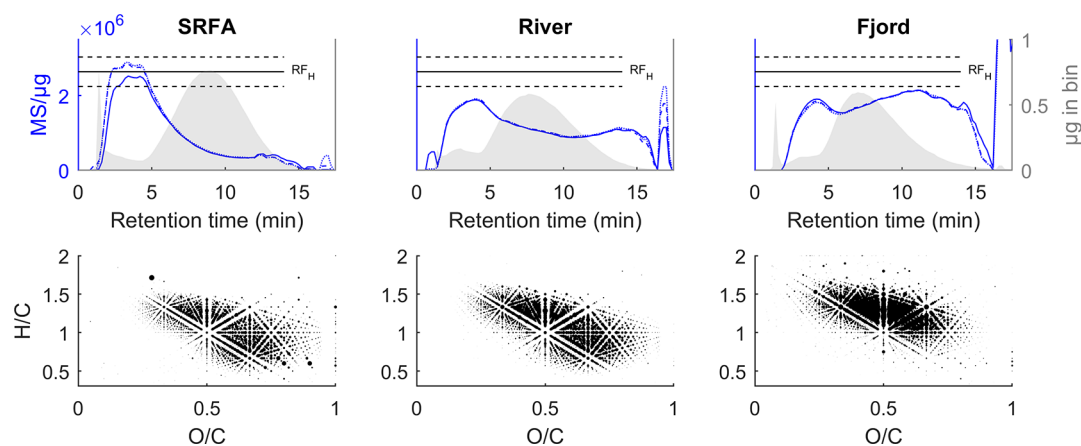 SRFA River Fjord
×10⁶
MS/µg
2
0
RF_H
RF_H
RF_H
1
0.5
0
µg in bin
0 5 10 15 0 5 10 15 0 5 10 15
Retention time (min) Retention time (min) Retention time (min)
H/C
2 2 2
1.5 1.5 1.5
1 1 1
0.5 0.5 0.5
0 0.5 1 0 0.5 1 0 0.5 1
O/C O/C O/C